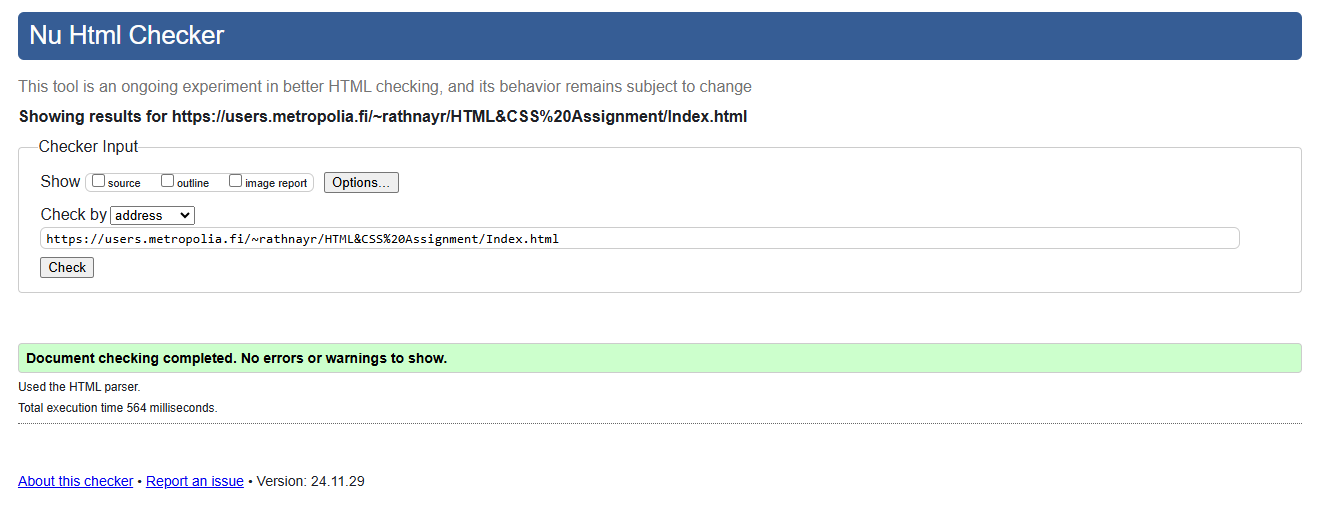 Nu Html Checker
This tool is an ongoing experiment in better HTML checking, and its behavior remains subject to change
Showing results for https://users.metropolia.fi/~rathnayr/HTML&CSS%20Assignment/Index.html
Checker Input
Show source outline image report Options...
Check by address
https://users.metropolia.fi/~rathnayr/HTML&CSS%20Assignment/Index.html
Check
Document checking completed. No errors or warnings to show.
Used the HTML parser.
Total execution time 564 milliseconds.
About this checker • Report an issue • Version: 24.11.29